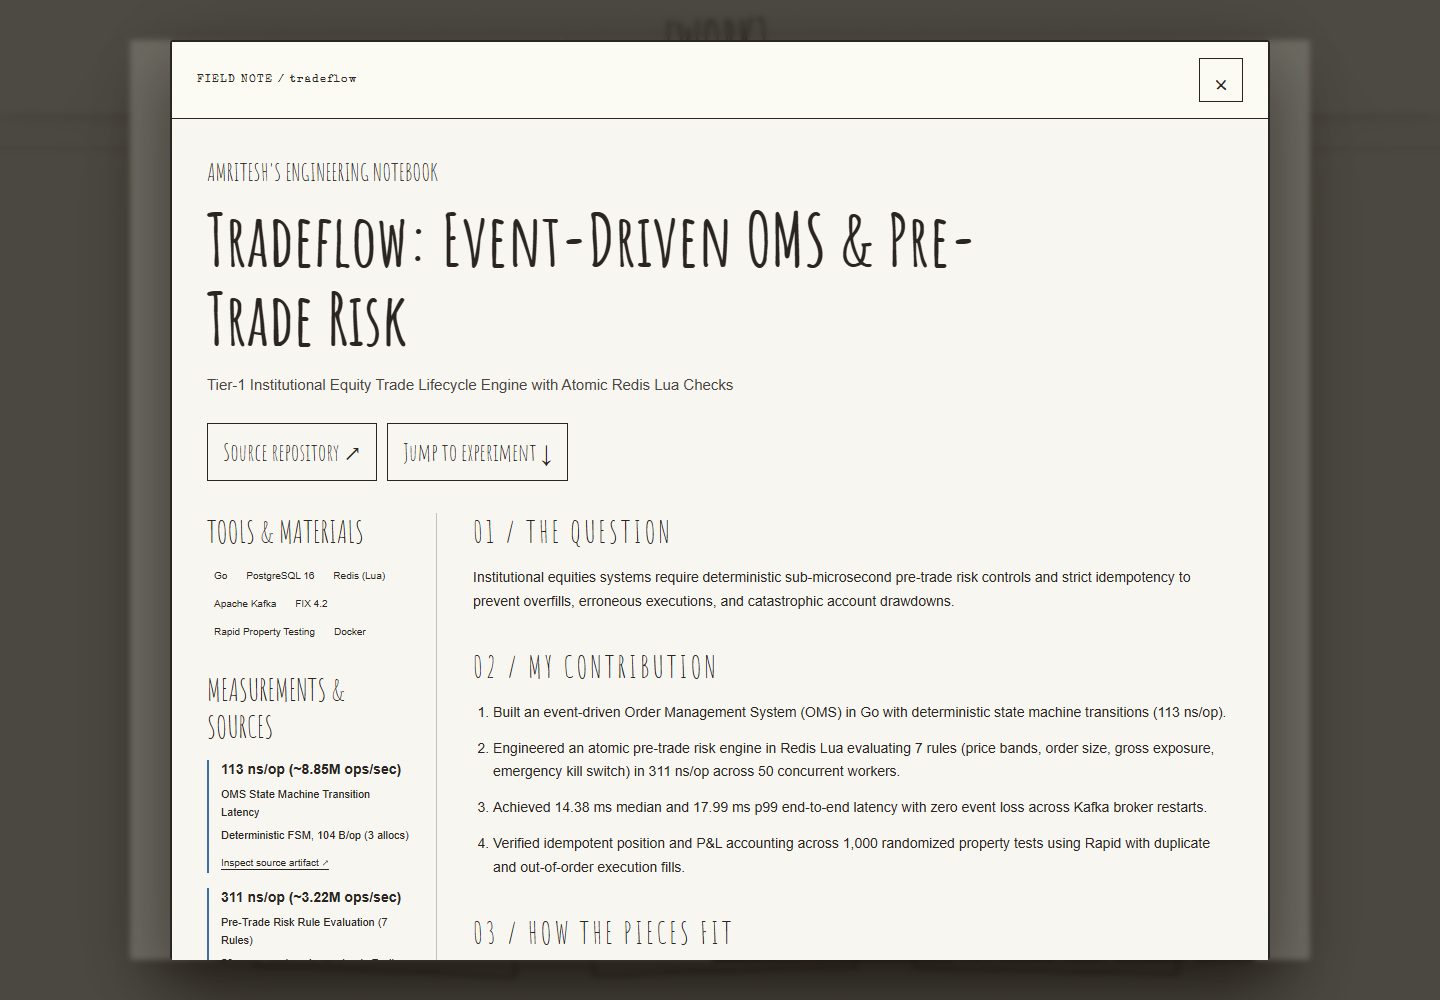 [WORK]
FIELD NOTE / tradeflow
×
AMRITESH'S ENGINEERING NOTEBOOK
TRADEFLOW: EVENT-DRIVEN OMS & PRE-
TRADE RISK
Tier-1 Institutional Equity Trade Lifecycle Engine with Atomic Redis Lua Checks
SOURCE REPOSITORY ↗
JUMP TO EXPERIMENT ↓
TOOLS & MATERIALS
Go PostgreSQL 16 Redis (Lua)
Apache Kafka FIX 4.2
Rapid Property Testing Docker
MEASUREMENTS &
SOURCES
113 ns/op (~8.85M ops/sec)
OMS State Machine Transition
Latency
Deterministic FSM, 104 B/op (3 allocs)
Inspect source artifact ↗
311 ns/op (~3.22M ops/sec)
Pre-Trade Risk Rule Evaluation (7
Rules)
01 / THE QUESTION
Institutional equities systems require deterministic sub-microsecond pre-trade risk controls and strict idempotency to
prevent overfills, erroneous executions, and catastrophic account drawdowns.
02 / MY CONTRIBUTION
1. Built an event-driven Order Management System (OMS) in Go with deterministic state machine transitions (113 ns/op).
2. Engineered an atomic pre-trade risk engine in Redis Lua evaluating 7 rules (price bands, order size, gross exposure,
emergency kill switch) in 311 ns/op across 50 concurrent workers.
3. Achieved 14.38 ms median and 17.99 ms p99 end-to-end latency with zero event loss across Kafka broker restarts.
4. Verified idempotent position and P&L accounting across 1,000 randomized property tests using Rapid with duplicate
and out-of-order execution fills.
03 / HOW THE PIECES FIT